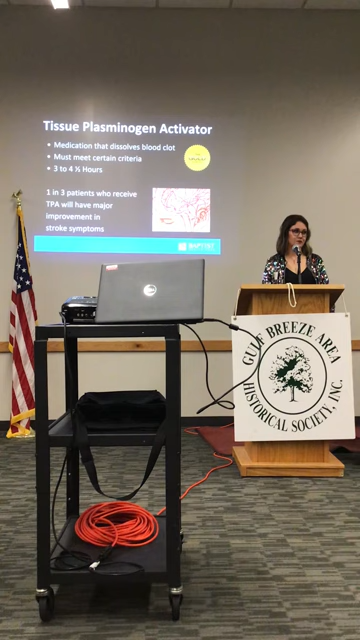 Tissue Plasminogen Activator
• Medication that dissolves blood clot
• Must meet certain criteria
• 3 to 4 ½ Hours
1 in 3 patients who receive
TPA will have major
Improvement in
stroke symptoms
BAPTIST
DELL
GULF BREEZE AREA
HISTORICAL SOCIETY, INC.